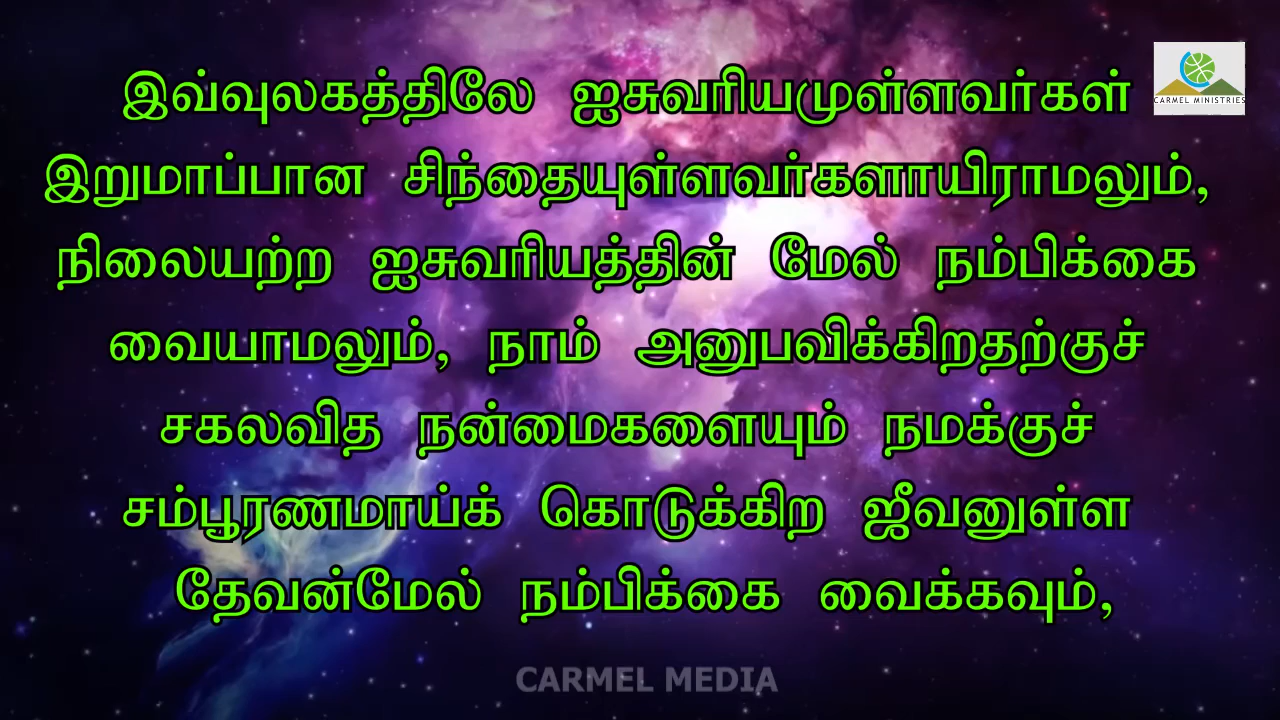 இவ்வுலகத்திலே ஐசுவரியமுள்ளவர்கள்
CARMEL MINISTRIES
இறுமாப்பான சிந்தையுள்ளவர்களாயிராமலும்,
நிலையற்ற ஐசுவரியத்தின் மேல் நம்பிக்கை
வையாமலும், நாம் அனுபவிக்கிறதற்குச்
சகலவித நன்மைகளையும் நமக்குச்
சம்பூரணமாய்க் கொடுக்கிற ஜீவனுள்ள
தேவன்மேல் நம்பிக்கை வைக்கவும்,
CARMEL MEDIA